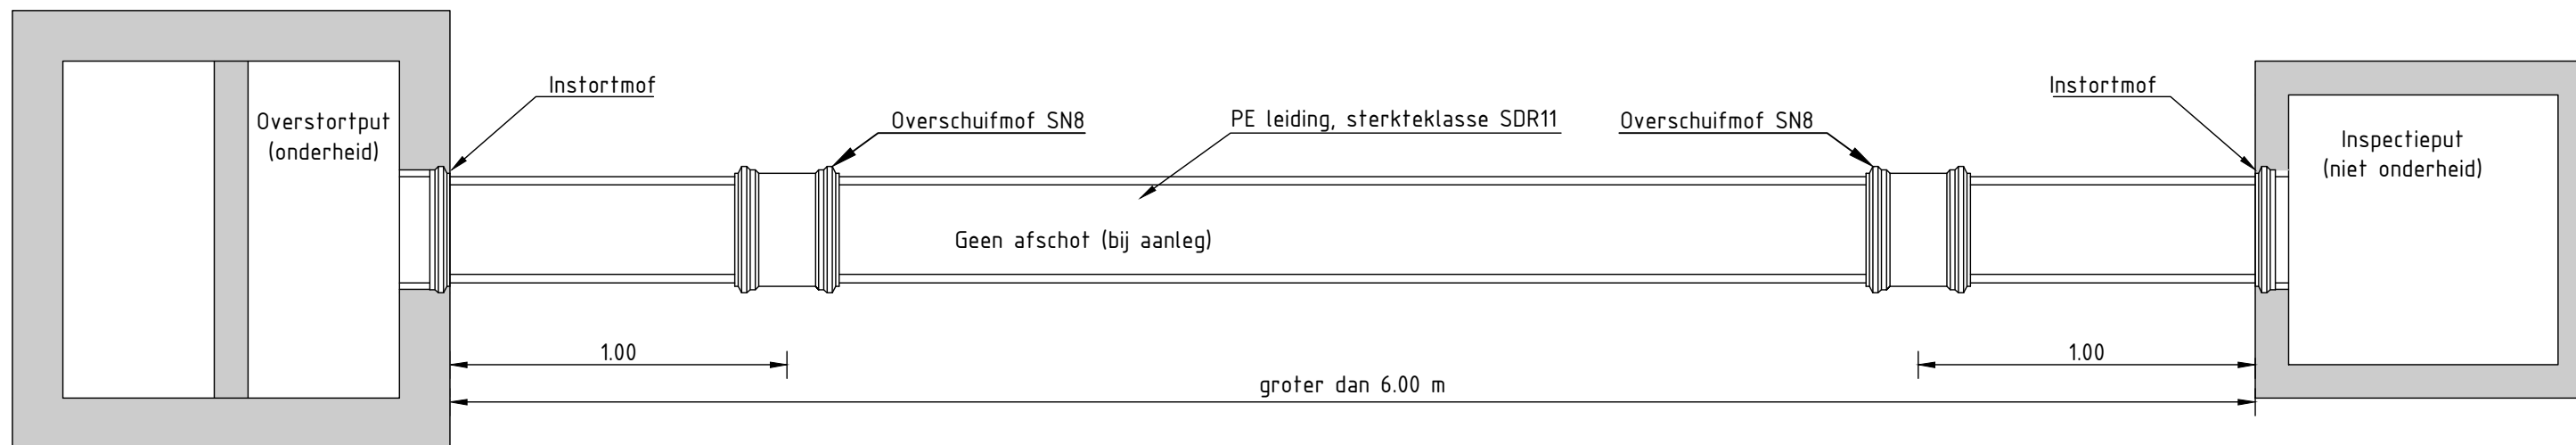 Instortmof
Overstortput
(onderheid)
Overschuifmof SN8
PE leiding, sterkteklasse SDR11
Overschuifmof SN8
Instortmof
Inspectieput
(niet onderheid)
Geen afschot (bij aanleg)
1.00
1.00
groter dan 6.00 m